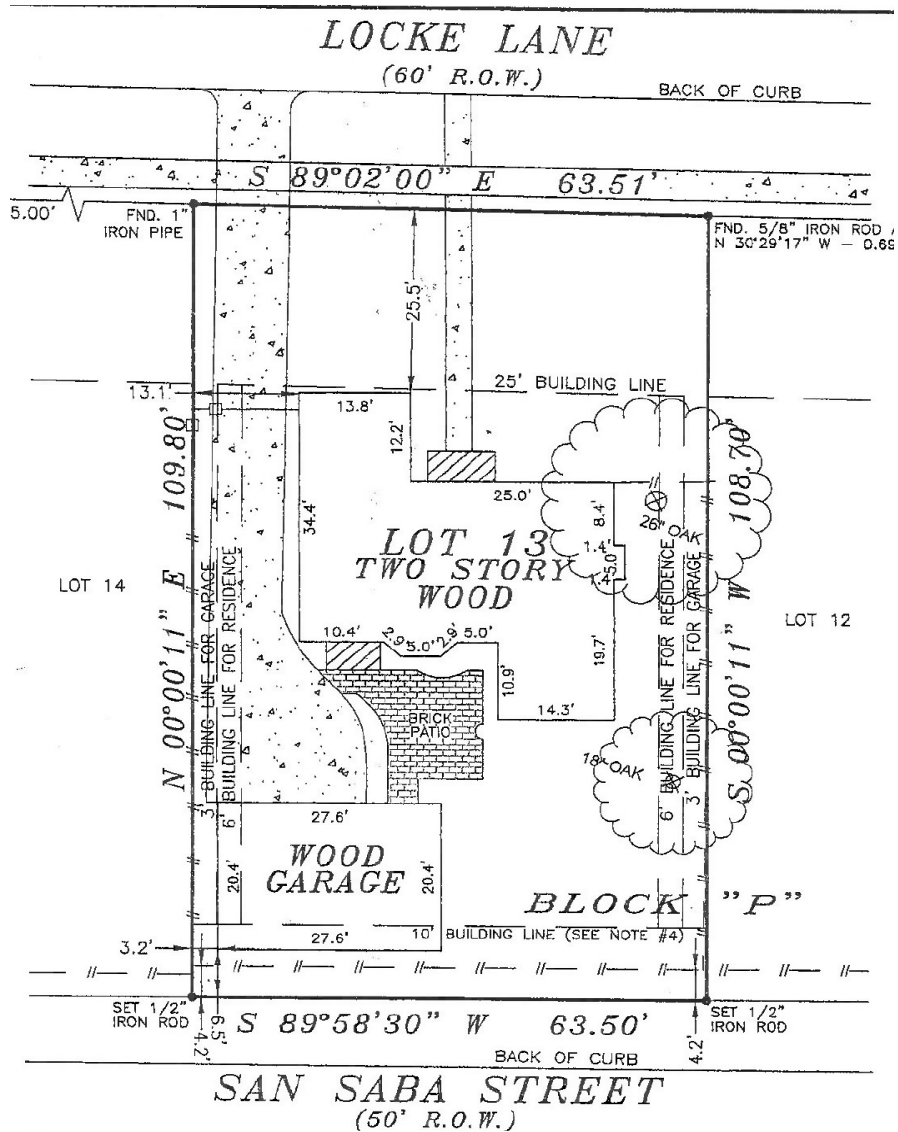 LOCKE LANE
(60' R.O.W.)
BACK OF CURB
S 89°02'00" E 63.51'
5.00'
FND. 1"
IRON PIPE
FND. 5/8" IRON ROD
N 30°29'17" W – 0.69
25.5'
13.1'
25' BUILDING LINE
13.8'
12.2'
25.0'
8.4'
26" OAK
N 00°00'11" E 109.80'
S 00°00'11" W 108.70'
34.4'
LOT 13
TWO STORY
WOOD
1.4'
5.0'
1.4'
LOT 14
LOT 12
BUILDING LINE FOR GARAGE
BUILDING LINE FOR RESIDENCE
BUILDING LINE FOR RESIDENCE
BUILDING LINE FOR GARAGE
10.4'
2.9'
5.0'
2.9'
5.0'
19.7'
10.9'
14.3'
BRICK
PATIO
18" OAK
3'
6'
6'
3'
27.6'
20.4'
WOOD
GARAGE
20.4'
BLOCK "P"
27.6'
10' BUILDING LINE (SEE NOTE #4)
3.2'
SET 1/2"
IRON ROD
4.2'
6.5'
S 89°58'30" W 63.50'
4.2'
SET 1/2"
IRON ROD
BACK OF CURB
SAN SABA STREET
(50' R.O.W.)